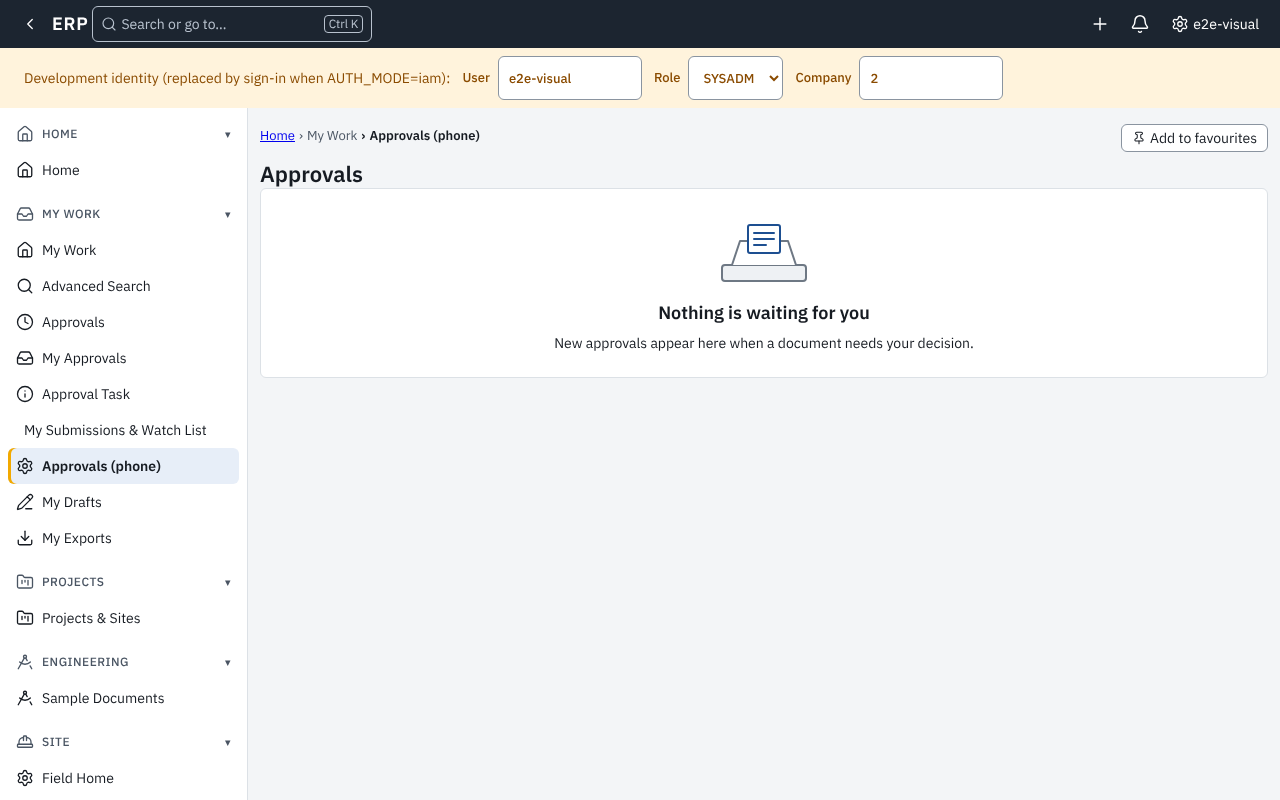 ERP
Search or go to…
Ctrl K
e2e-visual
Development identity (replaced by sign-in when AUTH_MODE=iam):
User
e2e-visual
Role
SYSADM
Company
2
HOME
Home
MY WORK
My Work
Advanced Search
Approvals
My Approvals
Approval Task
My Submissions & Watch List
Approvals (phone)
My Drafts
My Exports
PROJECTS
Projects & Sites
ENGINEERING
Sample Documents
SITE
Field Home
Home › My Work › Approvals (phone)
Add to favourites
Approvals
Nothing is waiting for you
New approvals appear here when a document needs your decision.